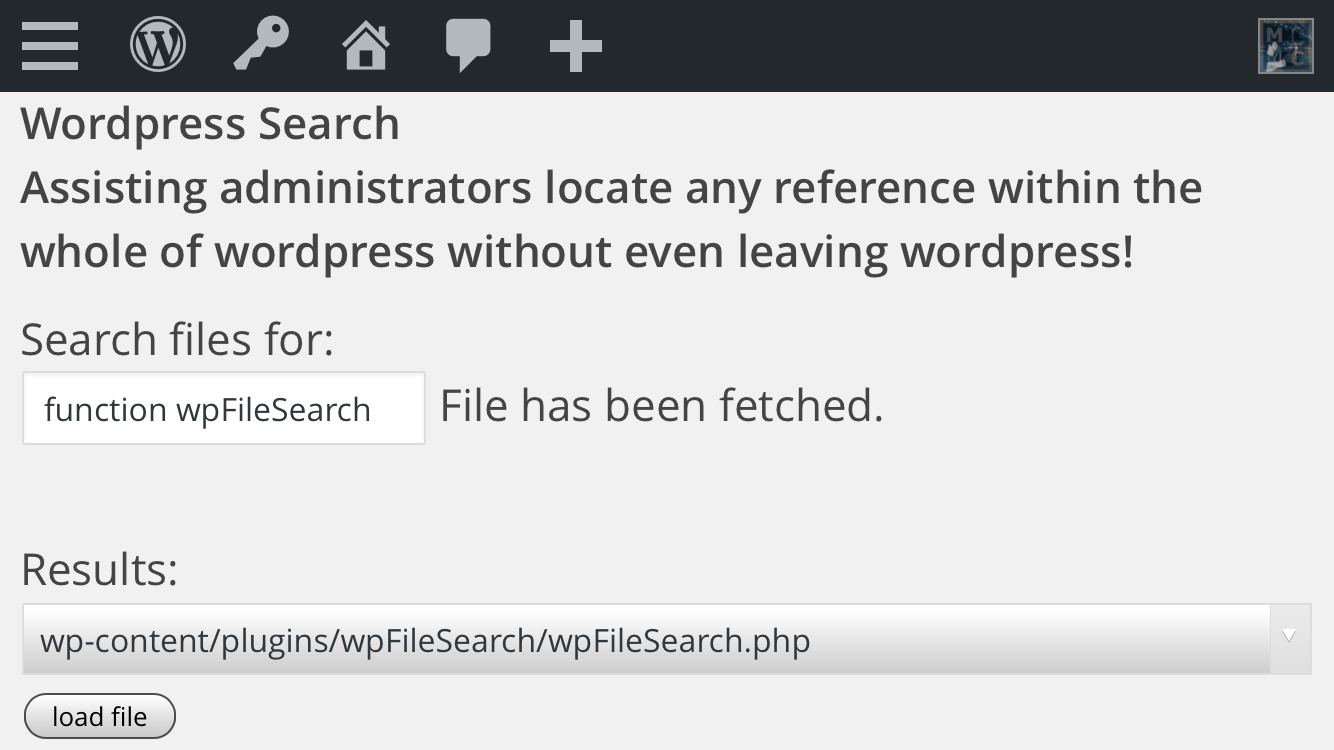 Wordpress Search
Assisting administrators locate any reference within the
whole of wordpress without even leaving wordpress!
Search files for:
function wpFileSearch File has been fetched.
Results:
wp-content/plugins/wpFileSearch/wpFileSearch.php
load file